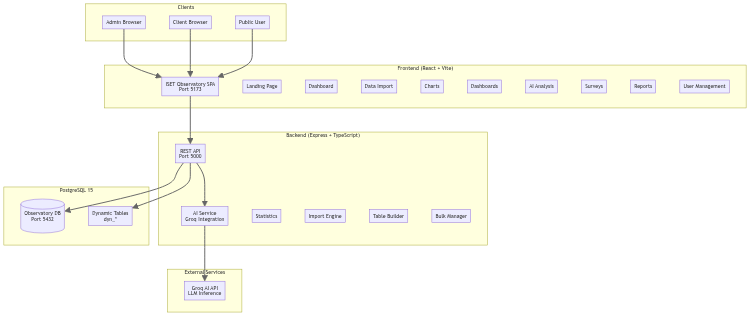 Clients
Admin Browser
Client Browser
Public User
Frontend (React + Vite)
ISET Observatory SPA
Port 5173
Landing Page
Dashboard
Data Import
Charts
Dashboards
AI Analysis
Surveys
Reports
User Management
Backend (Express + TypeScript)
REST API
Port 5000
PostgreSQL 15
Observatory DB
Port 5432
Dynamic Tables
dyn_*
AI Service
Groq Integration
Statistics
Import Engine
Table Builder
Bulk Manager
External Services
Groq AI API
LLM Inference